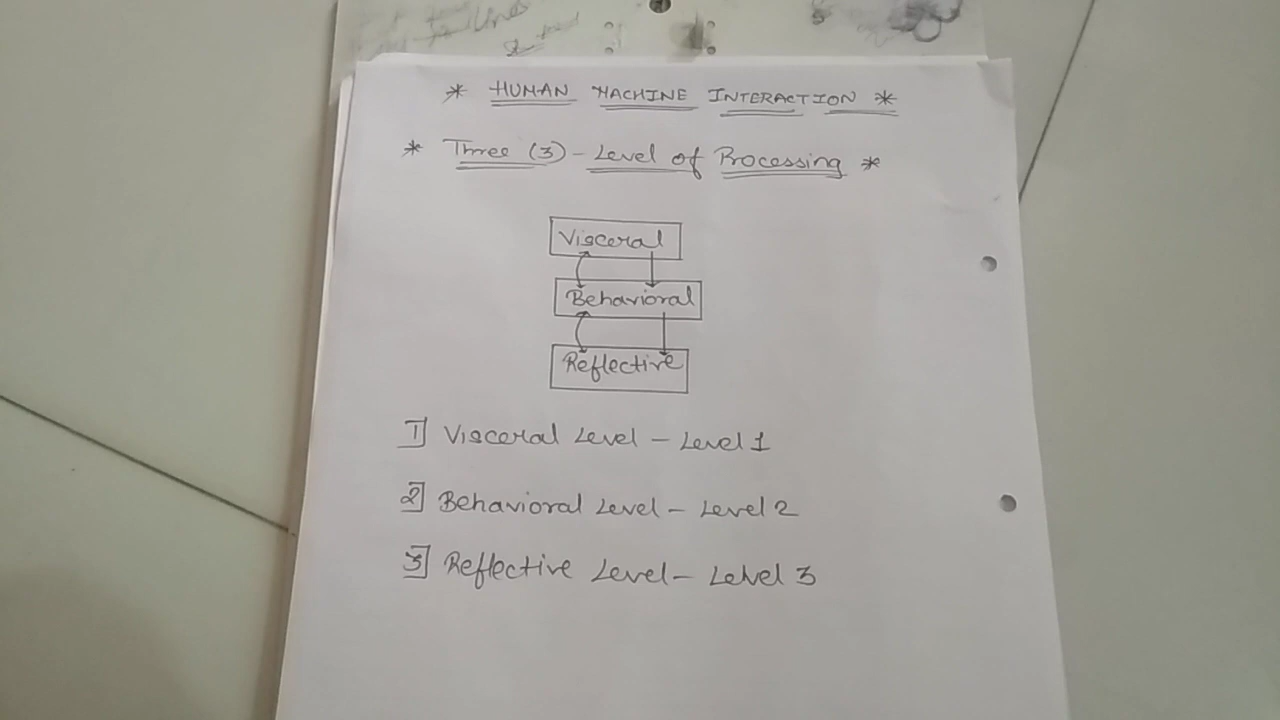 * HUMAN MACHINE INTERACTION *
* Three (3) - Level of Processing *
Visceral
Behavioral
Reflective
1] Visceral Level - Level 1
2] Behavioral Level - Level 2
3] Reflective Level - Level 3